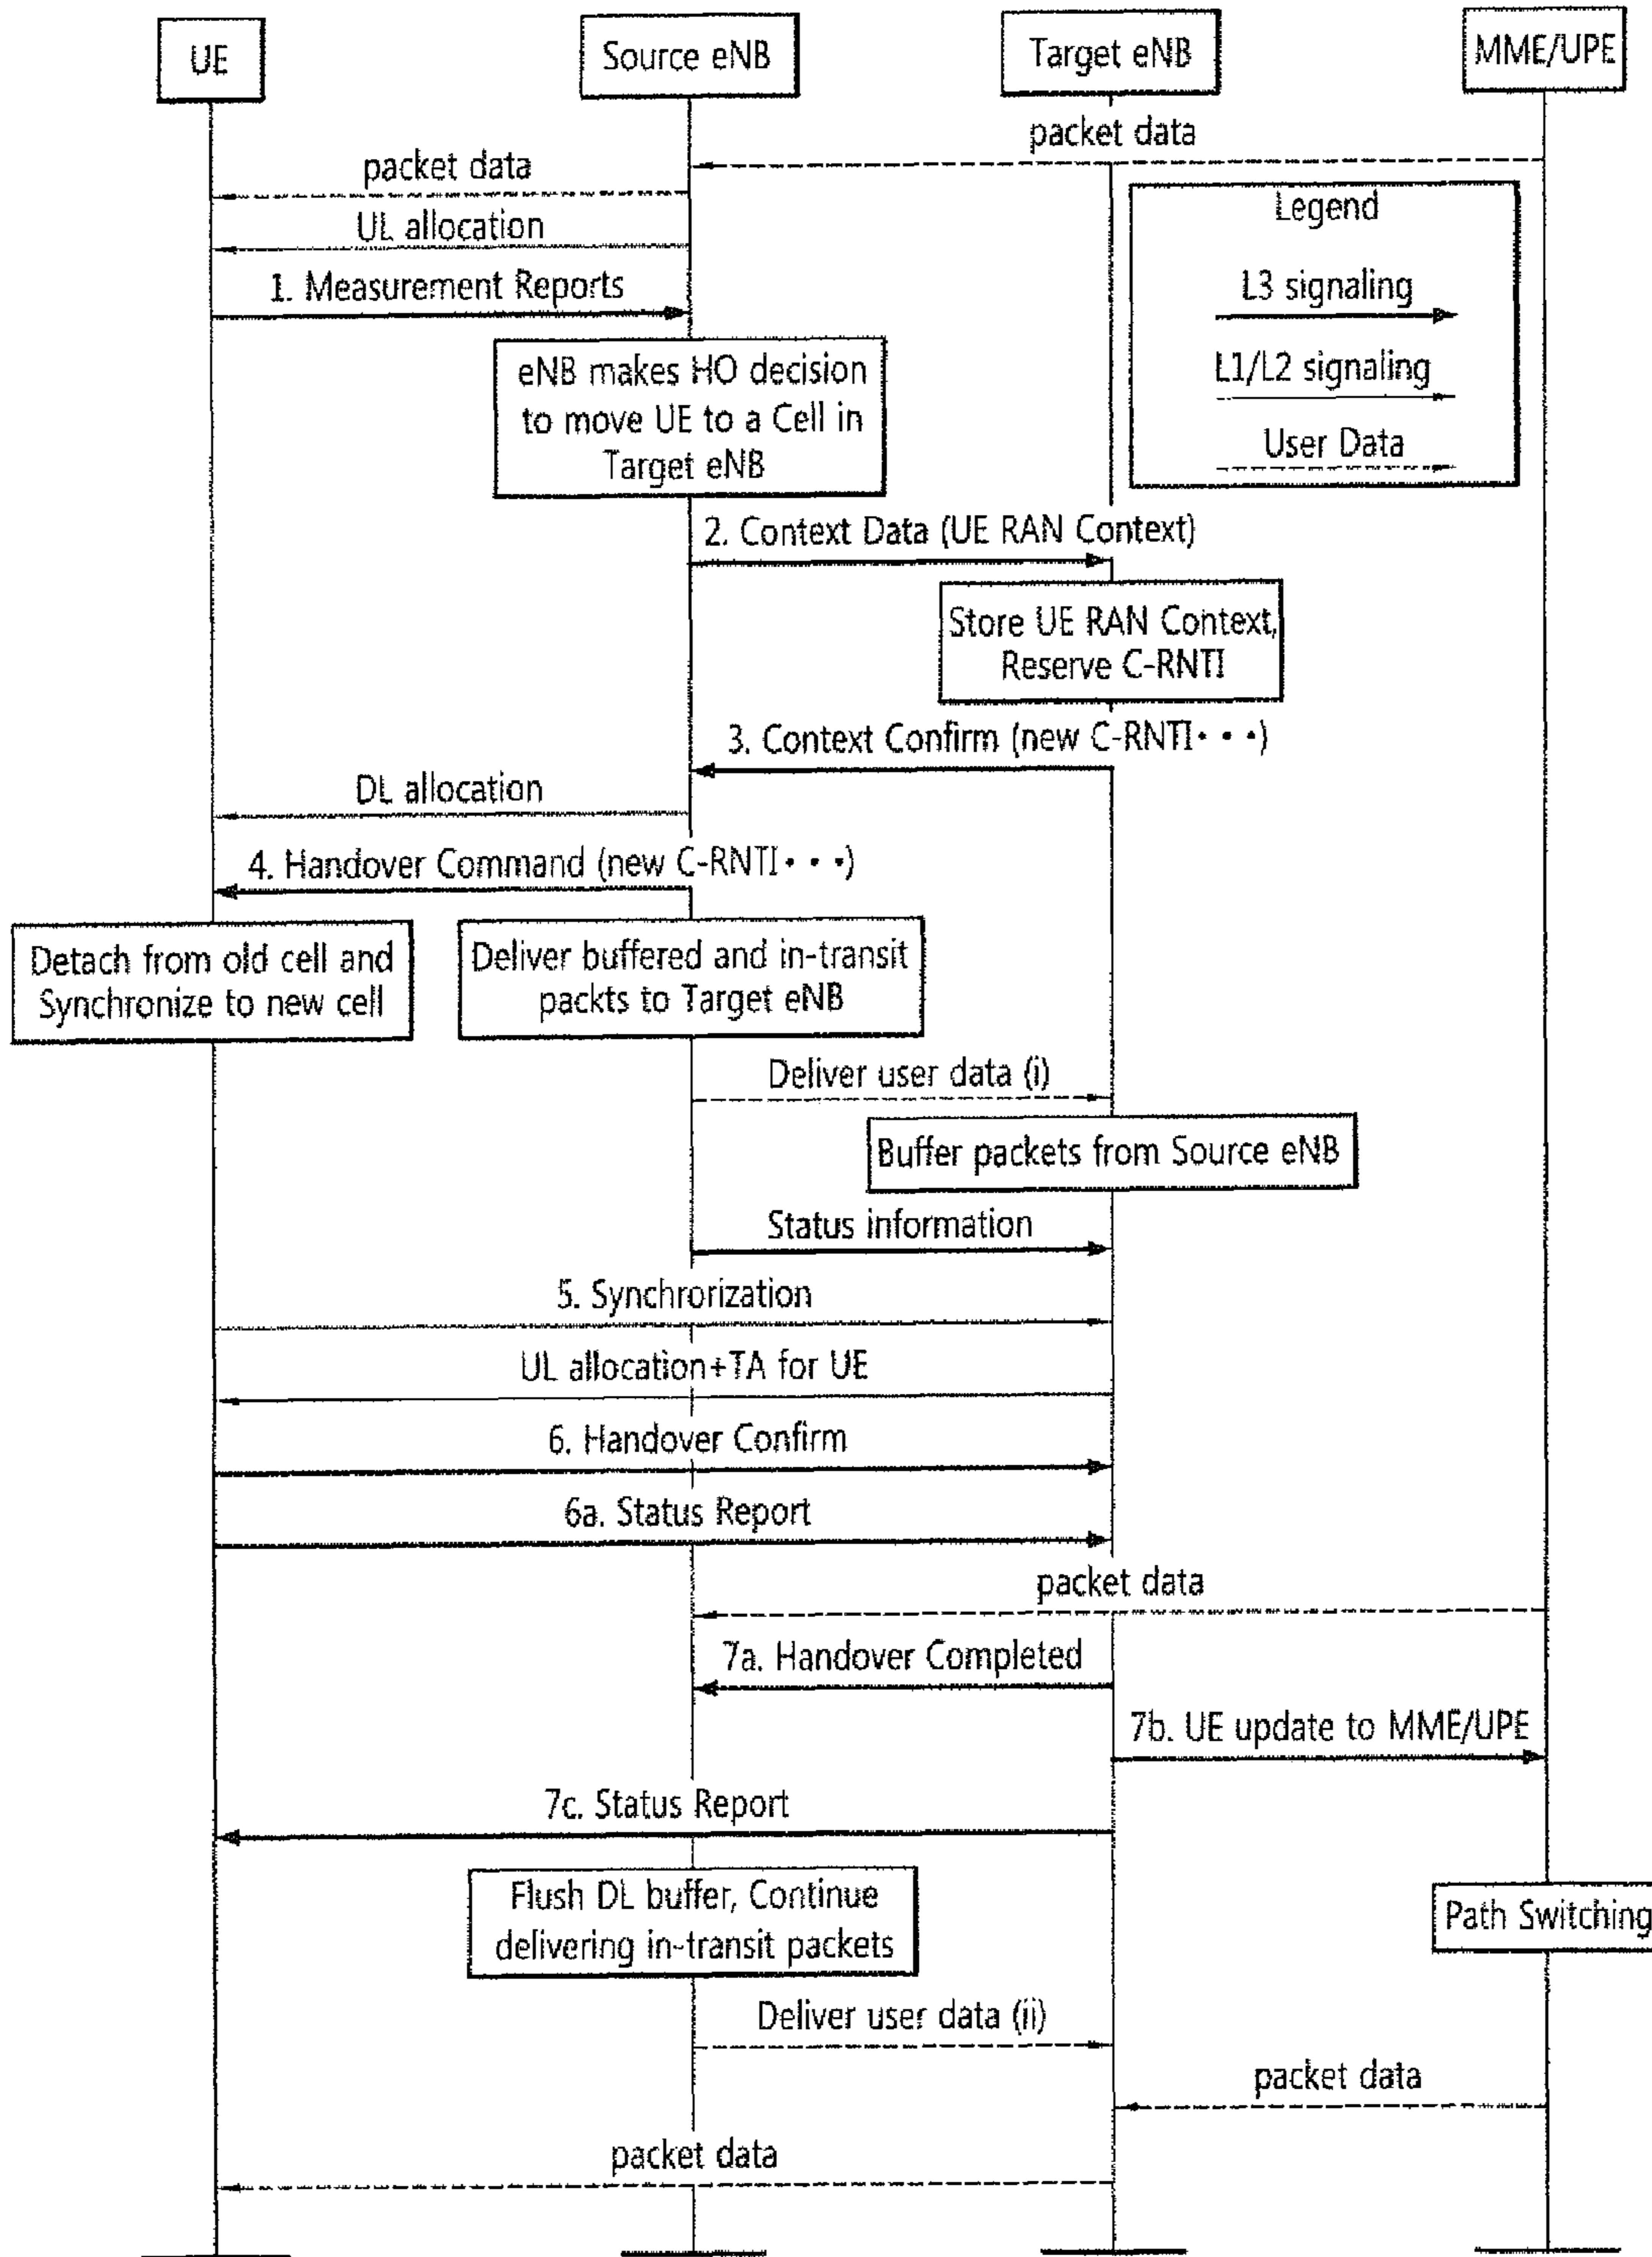 UE
Source eNB
Target eNB
MME/UPE
packet data
packet data
UL allocation
Legend
1. Measurement Reports
L3 signaling
L1/L2 signaling
User Data
eNB makes HO decision
to move UE to a Cell in
Target eNB
2. Context Data (UE RAN Context)
Store UE RAN Context,
Reserve C-RNTI
3. Context Confirm (new C-RNTI• • •)
DL allocation
4. Handover Command (new C-RNTI• • •)
Detach from old cell and
Synchronize to new cell
Deliver buffered and in-transit
packts to Target eNB
Deliver user data (i)
Buffer packets from Source eNB
Status information
5. Synchrorization
UL allocation+TA for UE
6. Handover Confirm
6a. Status Report
packet data
7a. Handover Completed
7b. UE update to MME/UPE
7c. Status Report
Flush DL buffer, Continue
delivering in-transit packets
Path Switching
Deliver user data (ii)
packet data
packet data